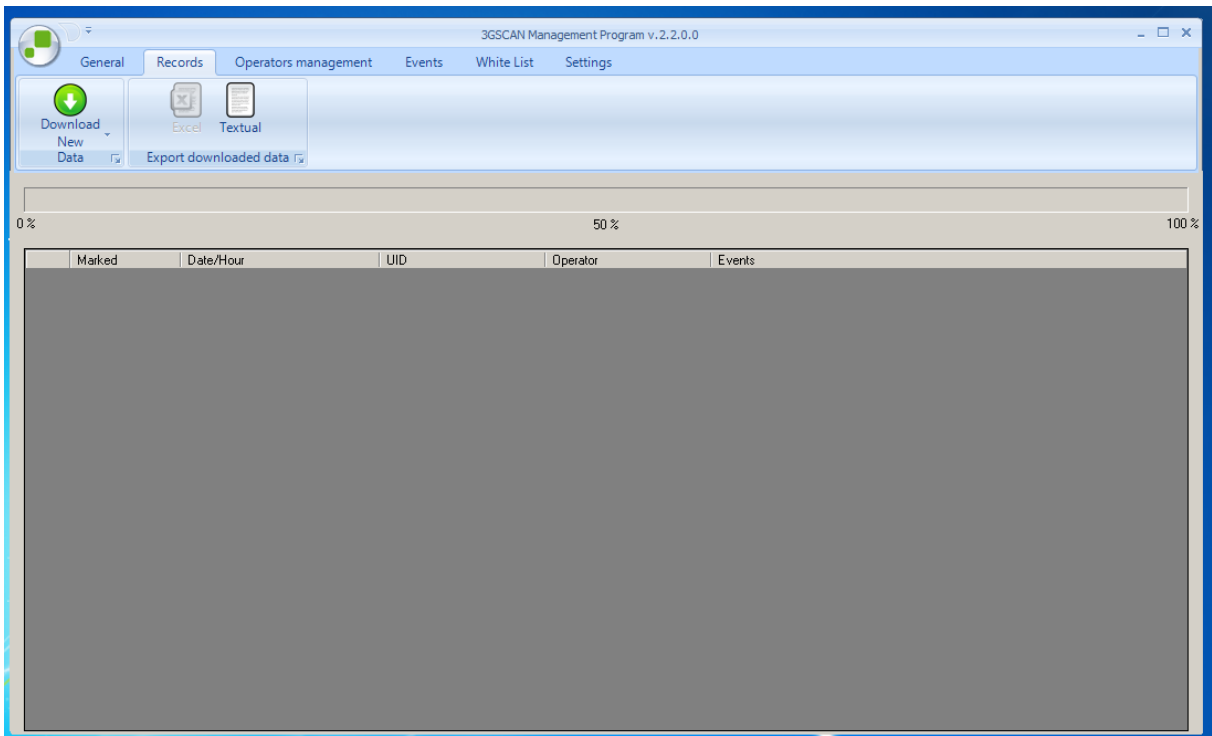 3GSCAN Management Program v.2.2.0.0
General Records Operators management Events White List Settings
Download
New
Excel Textual
Data Export downloaded data
0 % 50 % 100 %
Marked Date/Hour UID Operator Events